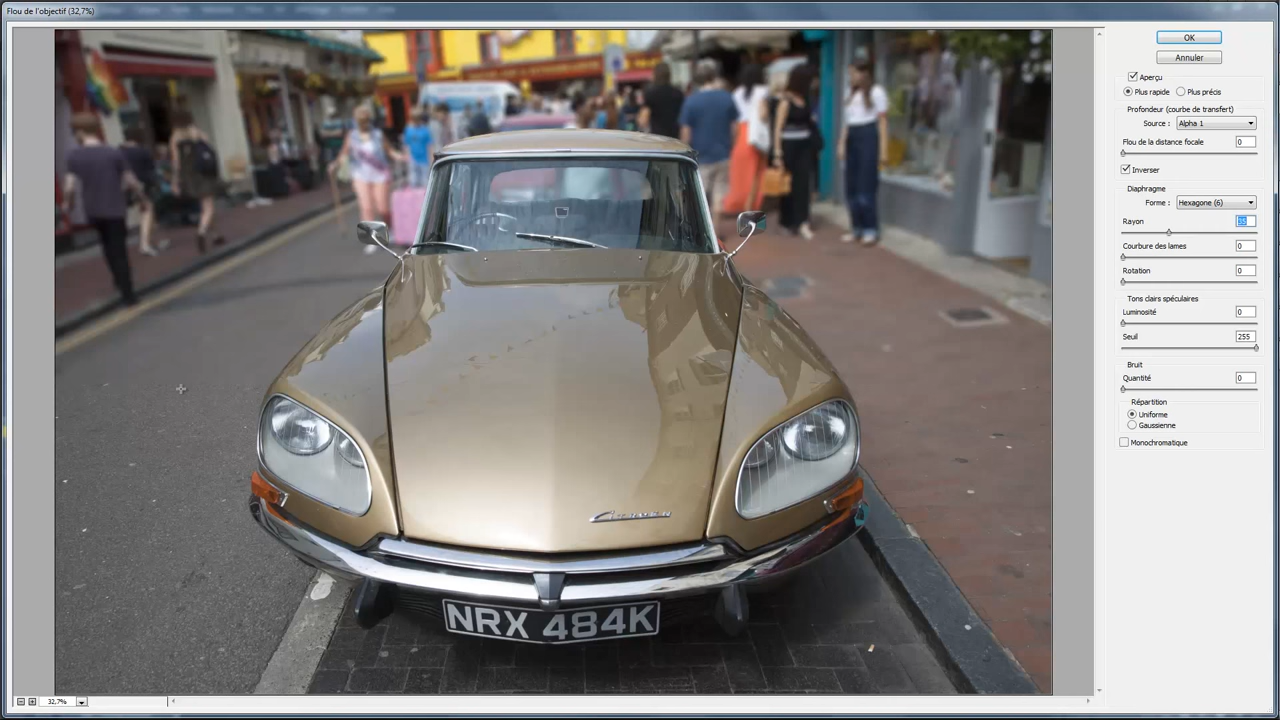 Flou de l'objectif (32,7%)
OK
Annuler
Aperçu
Plus rapide
Plus précis
Profondeur (courbe de transfert)
Source :
Alpha 1
Flou de la distance focale
0
Inverser
Diaphragme
Forme :
Hexagone (6)
Rayon
Courbure des lames
0
Rotation
0
Tons clairs spéculaires
Luminosité
0
Seuil
255
Bruit
Quantité
0
Répartition
Uniforme
Gaussienne
Monochromatique
Citroën
NRX 484K
32,7%